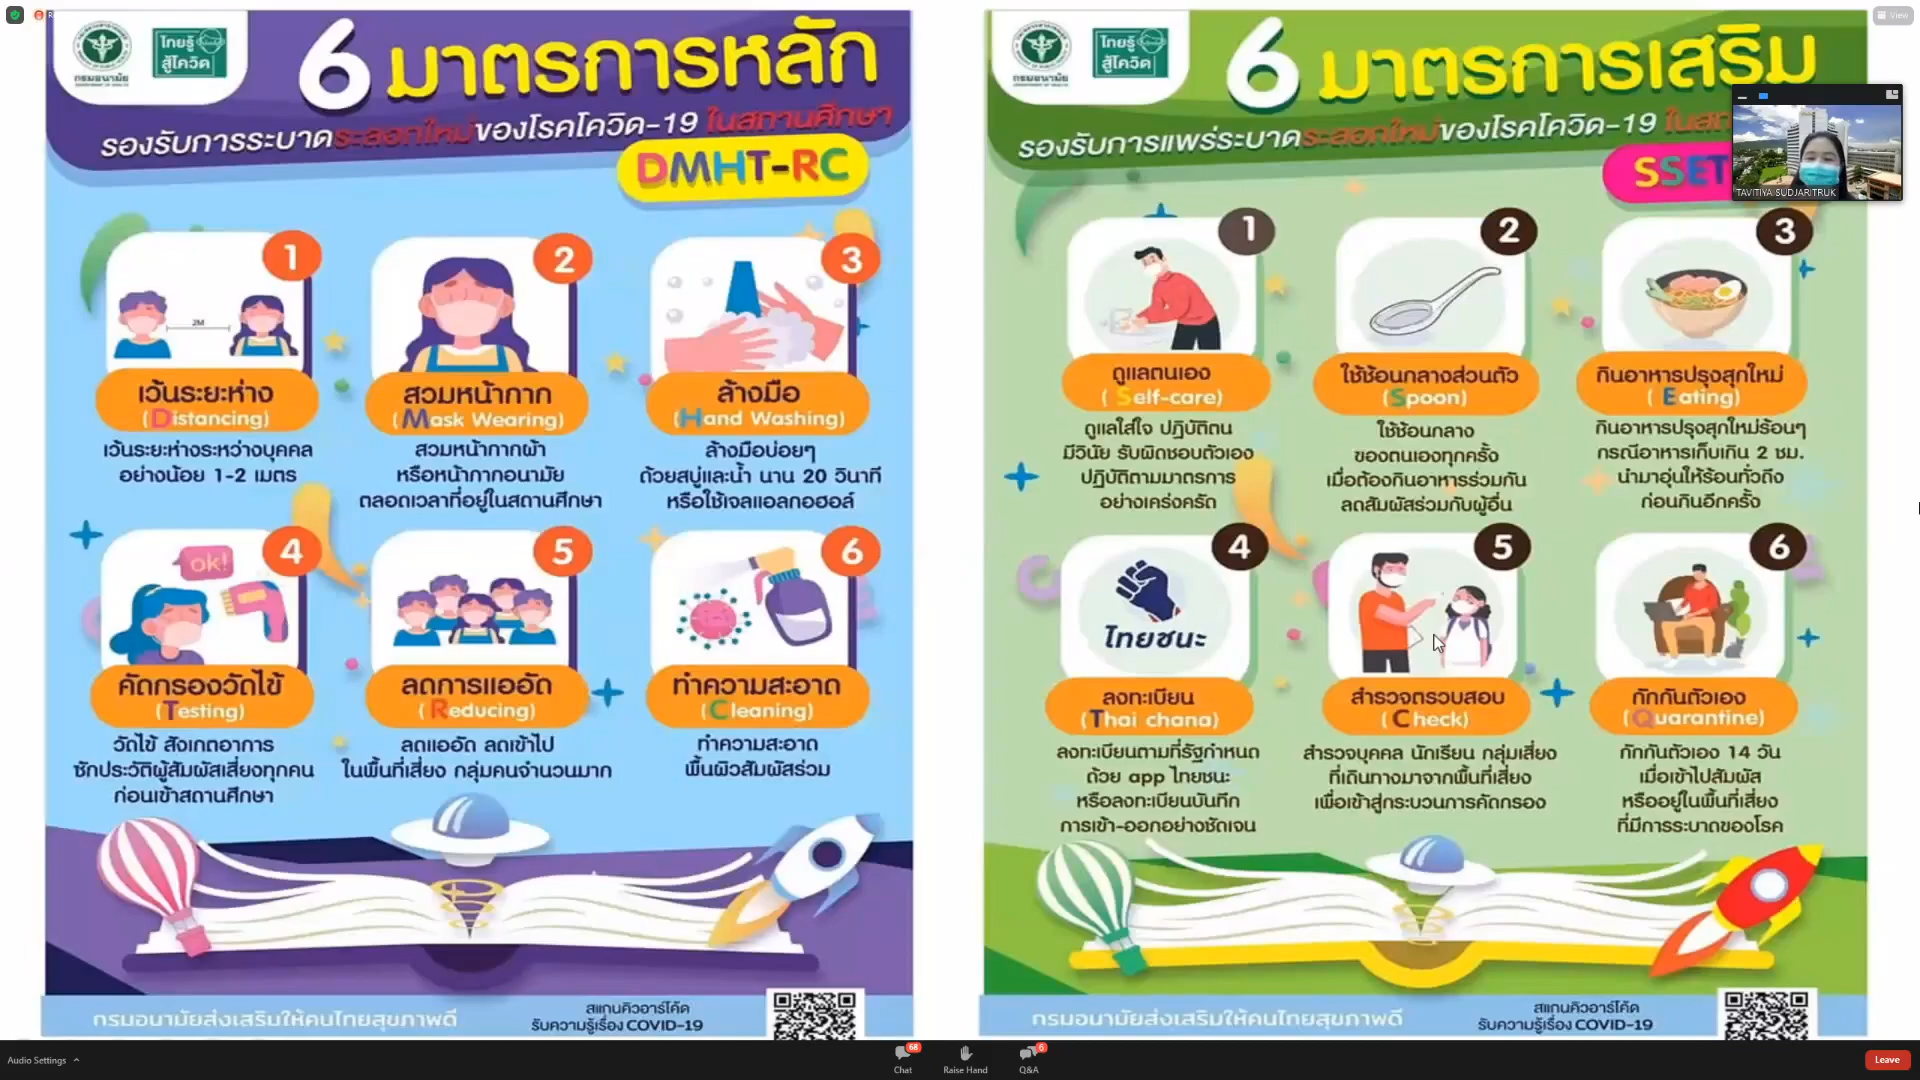 View
กรมอนามัย
DEPARTMENT OF HEALTH
ไทยรู้
สู้โควิด
6 มาตรการหลัก
รองรับการระบาดระลอกใหม่ของโรคโควิด-19 ในสถานศึกษา
DMHT-RC
1
2M
เว้นระยะห่าง
(Distancing)
เว้นระยะห่างระหว่างบุคคล
อย่างน้อย 1-2 เมตร
2
สวมหน้ากาก
(Mask Wearing)
สวมหน้ากากผ้า
หรือหน้ากากอนามัย
ตลอดเวลาที่อยู่ในสถานศึกษา
3
ล้างมือ
(Hand Washing)
ล้างมือบ่อยๆ
ด้วยสบู่และน้ำ นาน 20 วินาที
หรือใช้เจลแอลกอฮอล์
4
ok!
คัดกรองวัดไข้
(Testing)
วัดไข้ สังเกตอาการ
ซักประวัติผู้สัมผัสเสี่ยงทุกคน
ก่อนเข้าสถานศึกษา
5
ลดการแออัด
(Reducing)
ลดแออัด ลดเข้าไป
ในพื้นที่เสี่ยง กลุ่มคนจำนวนมาก
6
ทำความสะอาด
(Cleaning)
ทำความสะอาด
พื้นผิวสัมผัสร่วม
กรมอนามัยส่งเสริมให้คนไทยสุขภาพดี
สแกนคิวอาร์โค้ด
รับความรู้เรื่อง COVID-19
กรมอนามัย
ไทยรู้
สู้โควิด
6 มาตรการเสริม
รองรับการแพร่ระบาดระลอกใหม่ของโรคโควิด-19
SSET
TAVITIYA SUDJARITRUK
1
ดูแลตนเอง
(Self-care)
ดูแลใส่ใจ ปฏิบัติตน
มีวินัย รับผิดชอบตัวเอง
ปฏิบัติตามมาตรการ
อย่างเคร่งครัด
2
ใช้ช้อนกลางส่วนตัว
(Spoon)
ใช้ช้อนกลาง
ของตนเองทุกครั้ง
เมื่อต้องกินอาหารร่วมกัน
ลดสัมผัสร่วมกับผู้อื่น
3
กินอาหารปรุงสุกใหม่
(Eating)
กินอาหารปรุงสุกใหม่ร้อนๆ
กรณีอาหารเก็บเกิน 2 ชม.
นำมาอุ่นให้ร้อนทั่วถึง
ก่อนกินอีกครั้ง
4
ไทยชนะ
ลงทะเบียน
(Thai chana)
ลงทะเบียนตามที่รัฐกำหนด
ด้วย app ไทยชนะ
หรือลงทะเบียนบันทึก
การเข้า-ออกอย่างชัดเจน
5
สำรวจตรวบสอบ
(Check)
สำรวจบุคคล นักเรียน กลุ่มเสี่ยง
ที่เดินทางมาจากพื้นที่เสี่ยง
เพื่อเข้าสู่กระบวนการคัดกรอง
6
กักกันตัวเอง
(Quarantine)
กักกันตัวเอง 14 วัน
เมื่อเข้าไปสัมผัส
หรืออยู่ในพื้นที่เสี่ยง
ที่มีการระบาดของโรค
กรมอนามัยส่งเสริมให้คนไทยสุขภาพดี
สแกนคิวอาร์โค้ด
รับความรู้เรื่อง COVID-19
Audio Settings
68
Chat
Raise Hand
6
Q&A
Leave